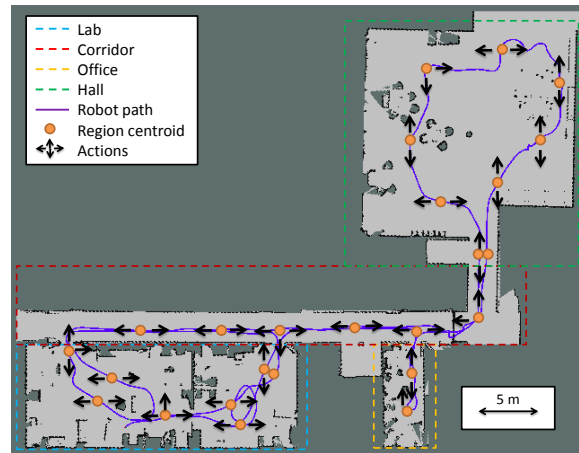 Lab
Corridor
Office
Hall
Robot path
Region centroid
Actions
5 m